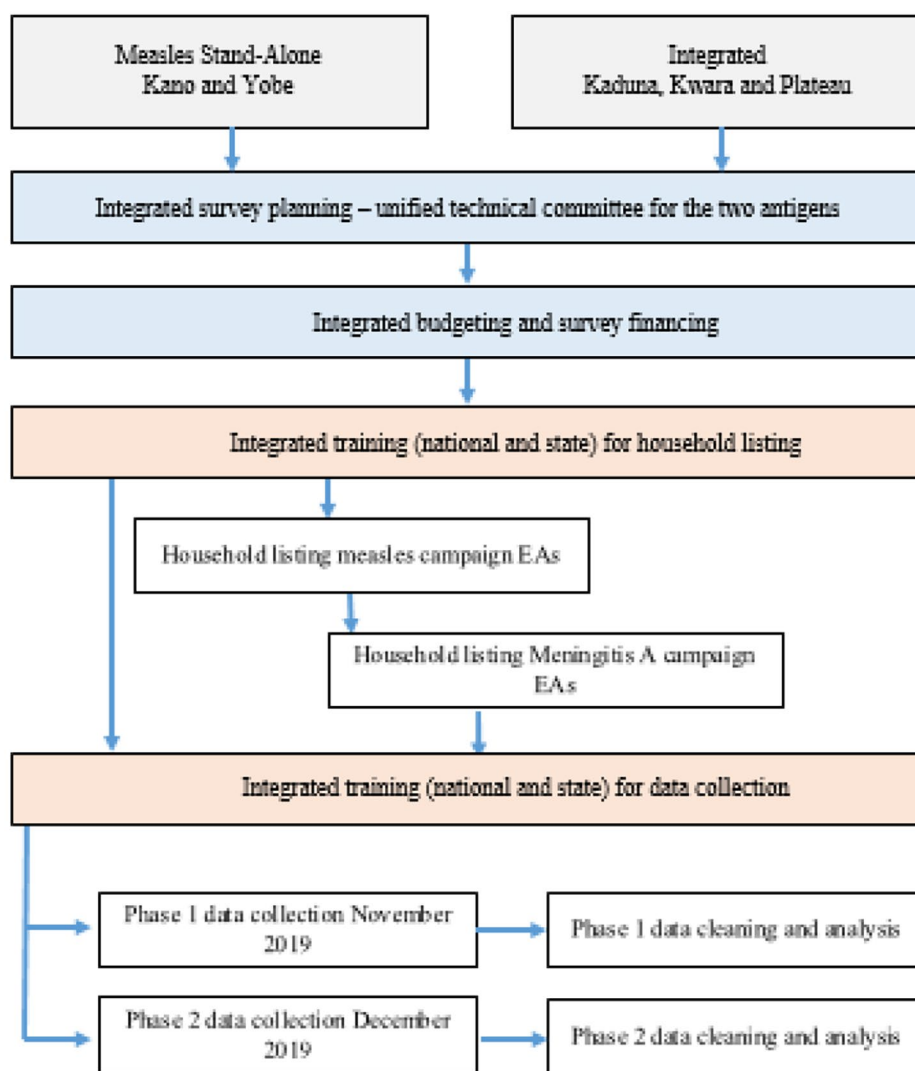 Measles Stand-Alone
Kano and Yobe
Integrated
Kaduna, Kwara and Plateau
Integrated survey planning – unified technical committee for the two antigens
Integrated budgeting and survey financing
Integrated training (national and state) for household listing
Household listing measles campaign EAs
Household listing Meningitis A campaign
EAs
Integrated training (national and state) for data collection
Phase 1 data collection November
2019
Phase 1 data cleaning and analysis
Phase 2 data collection December
2019
Phase 2 data cleaning and analysis